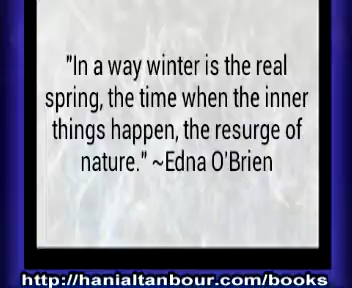 "In a way winter is the real
spring, the time when the inner
things happen, the resurge of
nature." ~Edna O'Brien
http://hanialtanbour.com/books